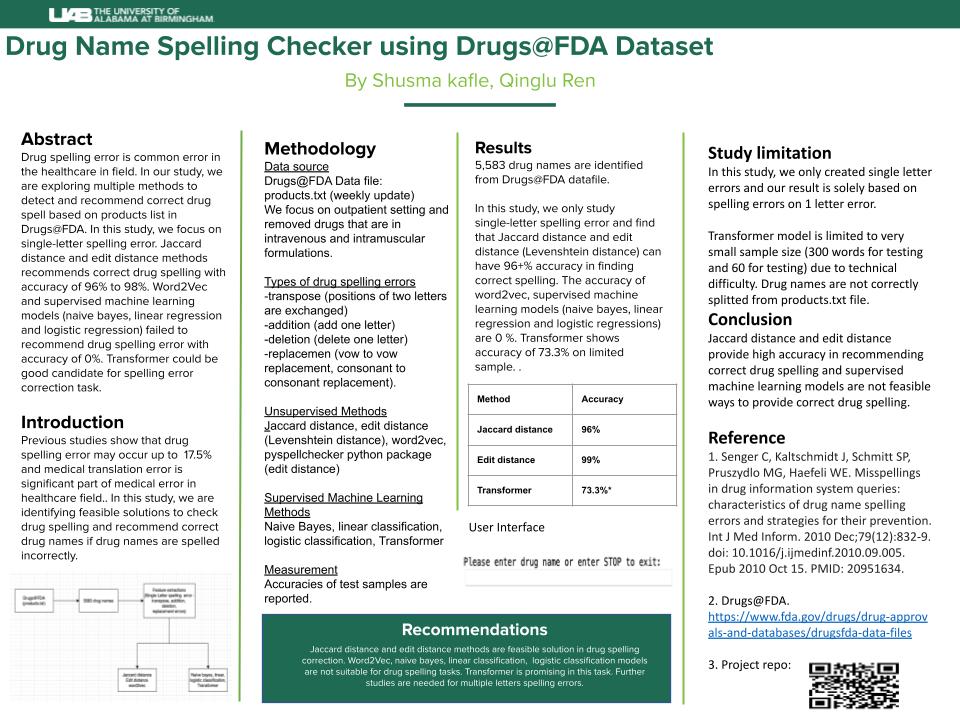 UAB THE UNIVERSITY OF
ALABAMA AT BIRMINGHAM
Drug Name Spelling Checker using Drugs@FDA Dataset
By Shusma kafle, Qinglu Ren
Abstract
Drug spelling error is common error in
the healthcare in field. In our study, we
are exploring multiple methods to
detect and recommend correct drug
spell based on products list in
Drugs@FDA. In this study, we focus on
single-letter spelling error. Jaccard
distance and edit distance methods
recommends correct drug spelling with
accuracy of 96% to 98%. Word2Vec
and supervised machine learning
models (naive bayes, linear regression
and logistic regression) failed to
recommend drug spelling error with
accuracy of 0%. Transformer could be
good candidate for spelling error
correction task.
Introduction
Previous studies show that drug
spelling error may occur up to  17.5%
and medical translation error is
significant part of medical error in
healthcare field.. In this study, we are
identifying feasible solutions to check
drug spelling and recommend correct
drug names if drug names are spelled
incorrectly.
Drugs@FDA
(products.txt)
5583 drug names
Feature extractions
(Single Letter spelling error
transpose, addition,
deletion,
replacement errors)
Jaccard distance
Edit distance
word2vec
Naive bayes, linear,
logistic classification,
Transformer
Methodology
Data source
Drugs@FDA Data file:
products.txt (weekly update)
We focus on outpatient setting and
removed drugs that are in
intravenous and intramuscular
formulations.
Types of drug spelling errors
-transpose (positions of two letters
are exchanged)
-addition (add one letter)
-deletion (delete one letter)
-replacemen (vow to vow
replacement, consonant to
consonant replacement).
Unsupervised Methods
Jaccard distance, edit distance
(Levenshtein distance), word2vec,
pyspellchecker python package
(edit distance)
Supervised Machine Learning
Methods
Naive Bayes, linear classification,
logistic classification, Transformer
Measurement
Accuracies of test samples are
reported.
Results
5,583 drug names are identified
from Drugs@FDA datafile.
In this study, we only study
single-letter spelling error and find
that Jaccard distance and edit
distance (Levenshtein distance) can
have 96+% accuracy in finding
correct spelling. The accuracy of
word2vec, supervised machine
learning models (naive bayes, linear
regression and logistic regressions)
are 0 %. Transformer shows
accuracy of 73.3% on limited
sample. .
Method Accuracy
Jaccard distance 96%
Edit distance 99%
Transformer 73.3%*
User Interface
Please enter drug name or enter STOP to exit:
Recommendations
Jaccard distance and edit distance methods are feasible solution in drug spelling
correction. Word2Vec, naive bayes, linear classification,  logistic classification models
are not suitable for drug spelling tasks. Transformer is promising in this task. Further
studies are needed for multiple letters spelling errors.
Study limitation
In this study, we only created single letter
errors and our result is solely based on
spelling errors on 1 letter error.
Transformer model is limited to very
small sample size (300 words for testing
and 60 for testing) due to technical
difficulty. Drug names are not correctly
splitted from products.txt file.
Conclusion
Jaccard distance and edit distance
provide high accuracy in recommending
correct drug spelling and supervised
machine learning models are not feasible
ways to provide correct drug spelling.
Reference
1. Senger C, Kaltschmidt J, Schmitt SP,
Pruszydlo MG, Haefeli WE. Misspellings
in drug information system queries:
characteristics of drug name spelling
errors and strategies for their prevention.
Int J Med Inform. 2010 Dec;79(12):832-9.
doi: 10.1016/j.ijmedinf.2010.09.005.
Epub 2010 Oct 15. PMID: 20951634.
2. Drugs@FDA.
https://www.fda.gov/drugs/drug-approv
als-and-databases/drugsfda-data-files
3. Project repo: